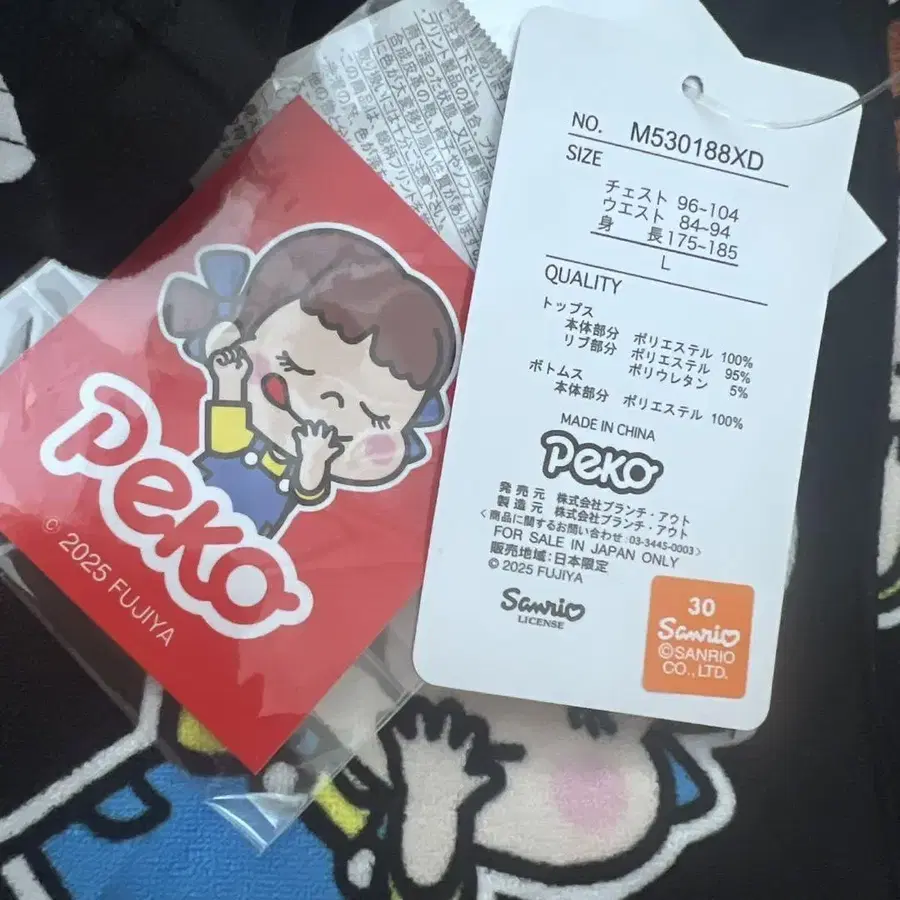 Peko
© 2025 FUJIYA
NO. M530188XD
SIZE
チェスト 96-104
ウエスト 84-94
身 長175-185
L
QUALITY
トップス
本体部分 ポリエステル 100%
リブ部分 ポリエステル 95%
ポリウレタン 5%
ボトムス
本体部分 ポリエステル 100%
MADE IN CHINA
Peko
発売元 株式会社ブランチ・アウト
製造元 株式会社ブランチ・アウト
<商品に関するお問い合わせ:03-3445-0003>
FOR SALE IN JAPAN ONLY
販売地域:日本限定
© 2025 FUJIYA
Sanrio
LICENSE
30
Sanrio
©SANRIO
CO.,LTD.